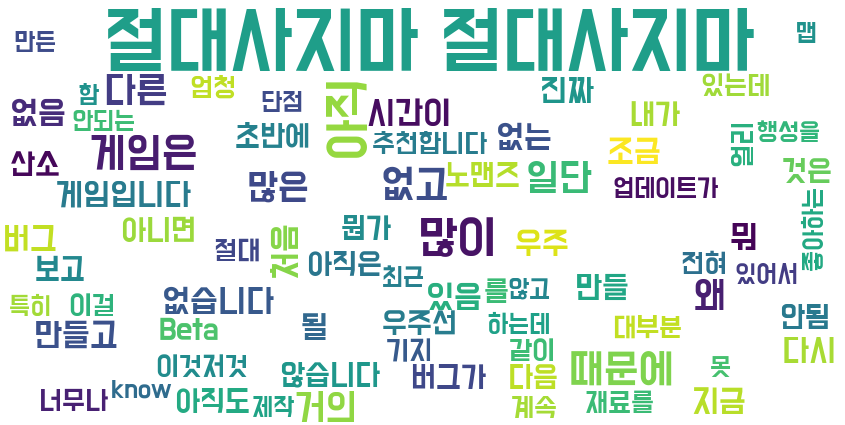 절대사지마 절대사지마
만든
맵
함
다른
엄청
단점
아직
시간이
진짜
있는데
없음
안되는
게임은
초반에
추천합니다
없는
내가
조금
멀리
행성을
산소
게임입니다
많은
없고
노맨즈
일단
업데이트가
것은
좋아하는
버그
아니면
절대
처음
뭔가
많이
우주
뭐
보고
아직은
최근
전혀
있어서
특히
이걸
없습니다
있음
를
않고
만들
왜
만들고
Beta
될
우주선
하는데
대부분
안됨
이것저것
기지
같이
다시
않습니다
버그가
다음
때문에
못
너무나
know
아직도
제작
거의
계속
재료를
지금